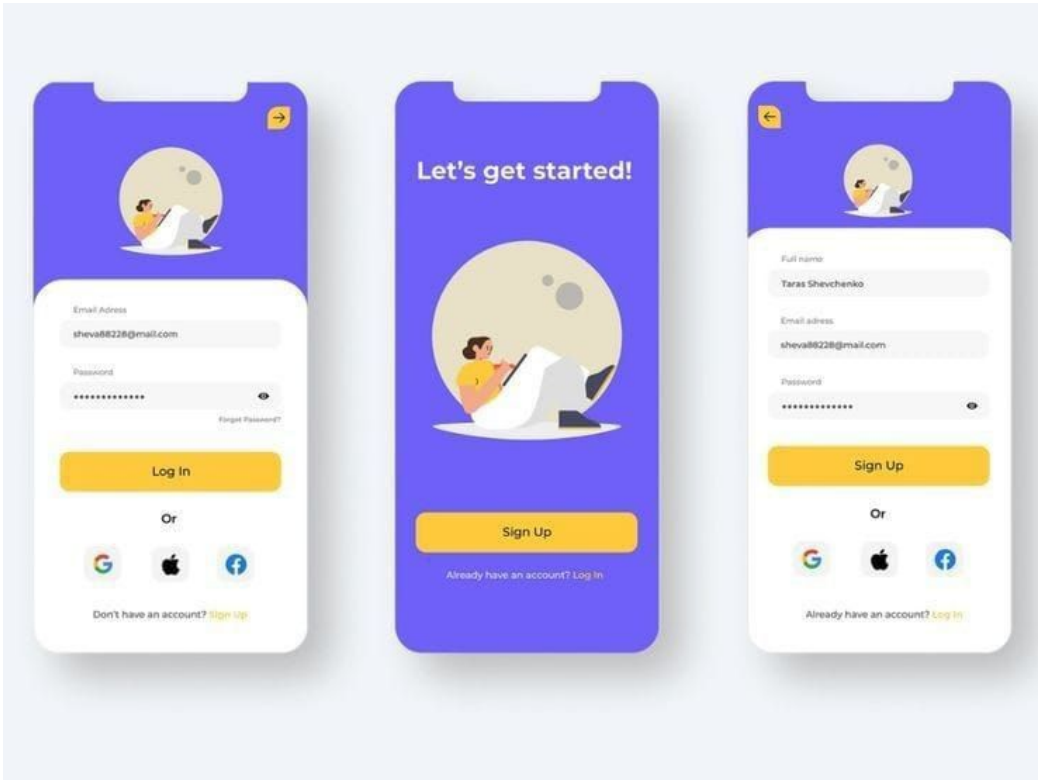 Email Adress
sheva88228@mail.com
Password
•••••••••••••
Forget Password?
Log In
Or
Don't have an account? Sign Up
Let's get started!
Sign Up
Already have an account? Log In
Full name
Taras Shevchenko
Email adress
sheva88228@mail.com
Password
•••••••••••••
Sign Up
Or
Already have an account? Log In